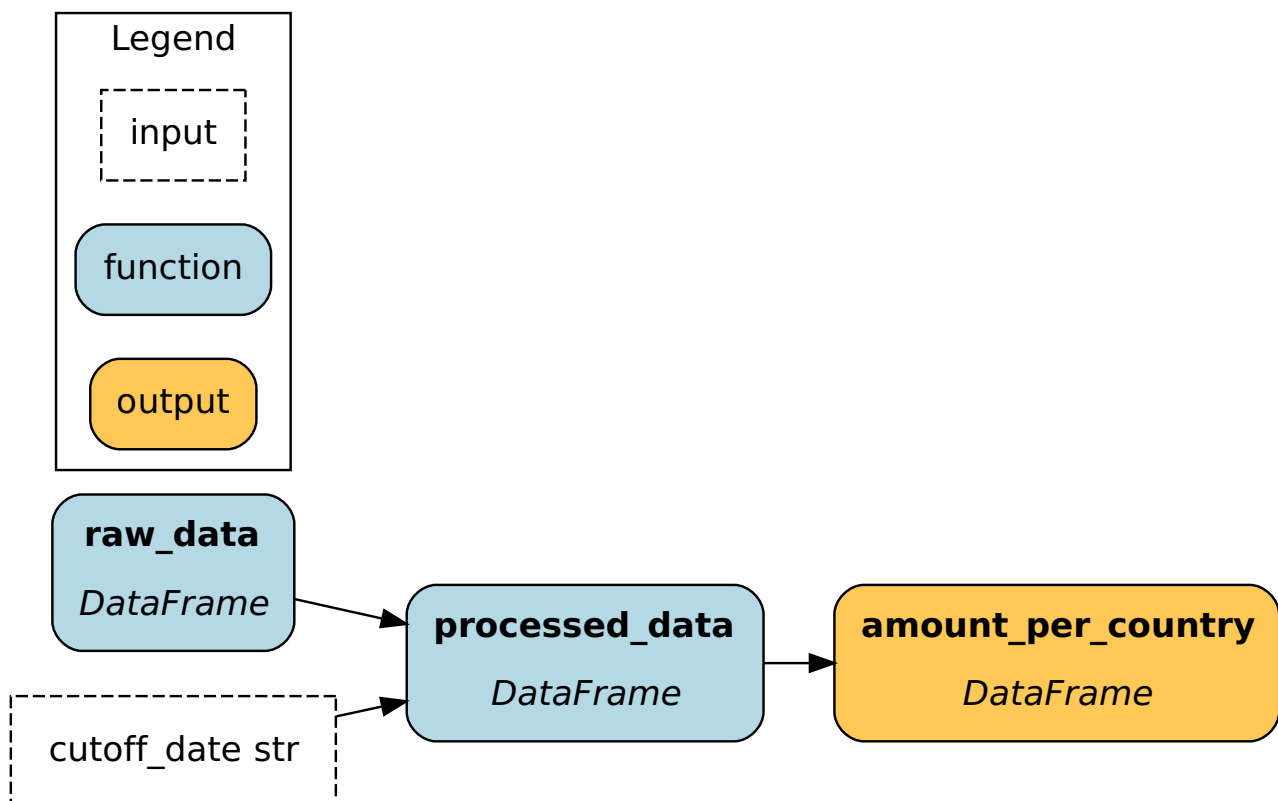 Legend
input
function
output
raw_data
DataFrame
cutoff_date str
processed_data
DataFrame
amount_per_country
DataFrame